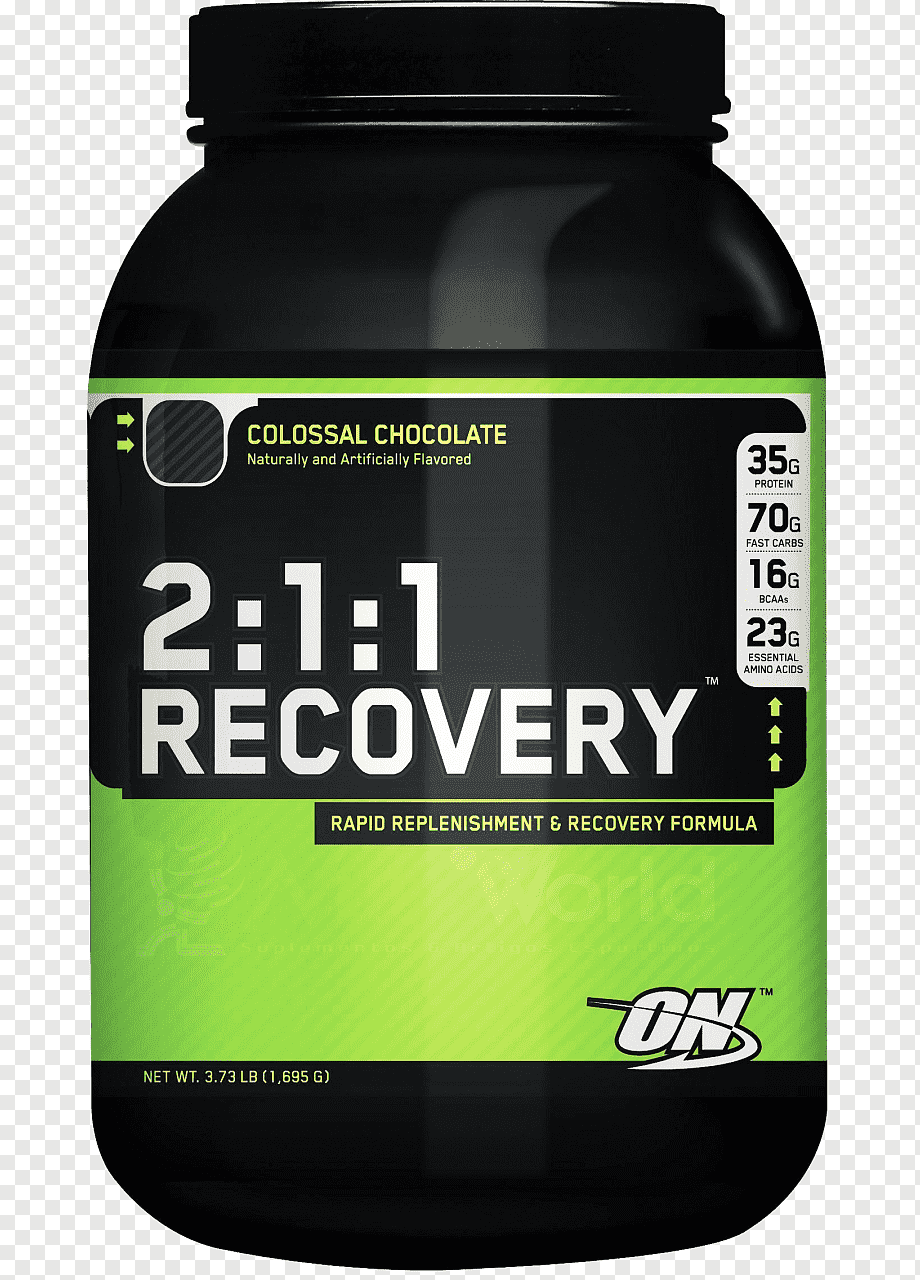 COLOSSAL CHOCOLATE
Naturally and Artificially Flavored
35G
PROTEIN
70G
FAST CARBS
16G
BCAAs
23G
ESSENTIAL
AMINO ACIDS
2:1:1
RECOVERY™
RAPID REPLENISHMENT & RECOVERY FORMULA
World
ON™
NET WT. 3.73 LB (1,695 G)